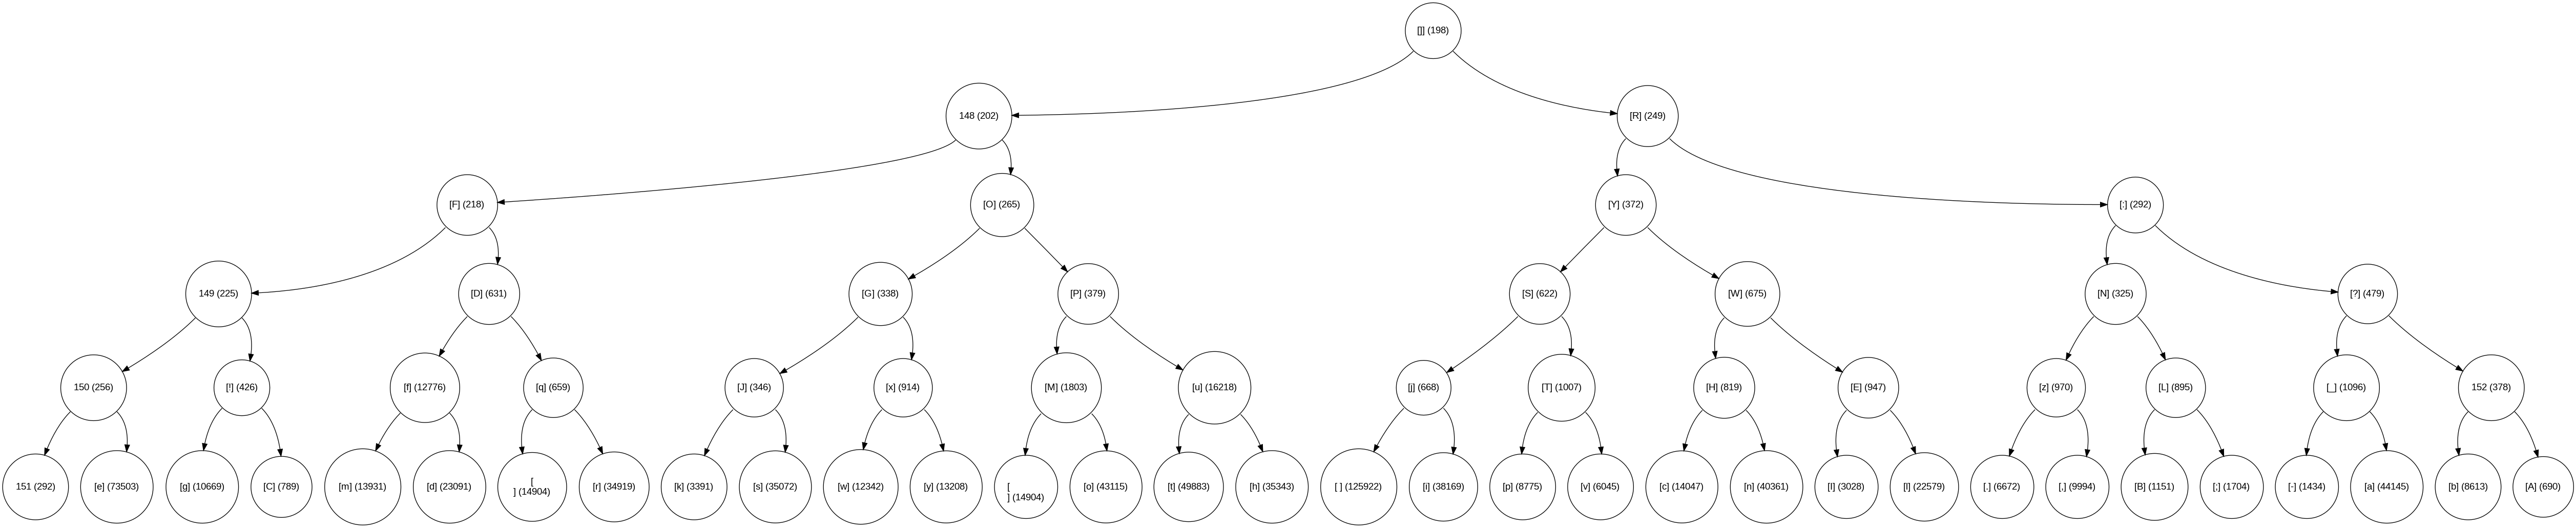 []] (198)
148 (202)
[R] (249)
[F] (218)
[O] (265)
[Y] (372)
[:] (292)
149 (225)
[D] (631)
[G] (338)
[P] (379)
[S] (622)
[W] (675)
[N] (325)
[?] (479)
150 (256)
[!] (426)
[f] (12776)
[q] (659)
[J] (346)
[x] (914)
[M] (1803)
[u] (16218)
[j] (668)
[T] (1007)
[H] (819)
[E] (947)
[z] (970)
[L] (895)
[_] (1096)
152 (378)
151 (292)
[e] (73503)
[g] (10669)
[C] (789)
[m] (13931)
[d] (23091)
[
] (14904)
[r] (34919)
[k] (3391)
[s] (35072)
[w] (12342)
[y] (13208)
[
] (14904)
[o] (43115)
[t] (49883)
[h] (35343)
[ ] (125922)
[i] (38169)
[p] (8775)
[v] (6045)
[c] (14047)
[n] (40361)
[I] (3028)
[l] (22579)
[.] (6672)
[,] (9994)
[B] (1151)
[;] (1704)
[-] (1434)
[a] (44145)
[b] (8613)
[A] (690)